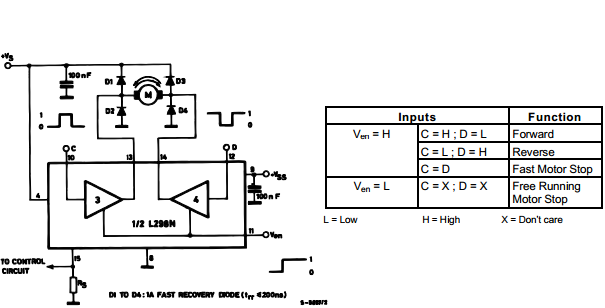 +Vs
100nF
D1
D3
M
D2
D4
1
0
1
0
C
D
10
13
14
12
4
9
+Vss
100nF
3
4
1/2 L298N
11
Ven
15
8
TO CONTROL
CIRCUIT
RS
1
0
D1 TO D4 : 1A FAST RECOVERY DIODE (trr ≤200ns)
Inputs Function
Ven = H C = H ; D = L Forward
C = L ; D = H Reverse
C = D Fast Motor Stop
Ven = L C = X ; D = X Free Running
Motor Stop
L = Low H = High X = Don't care